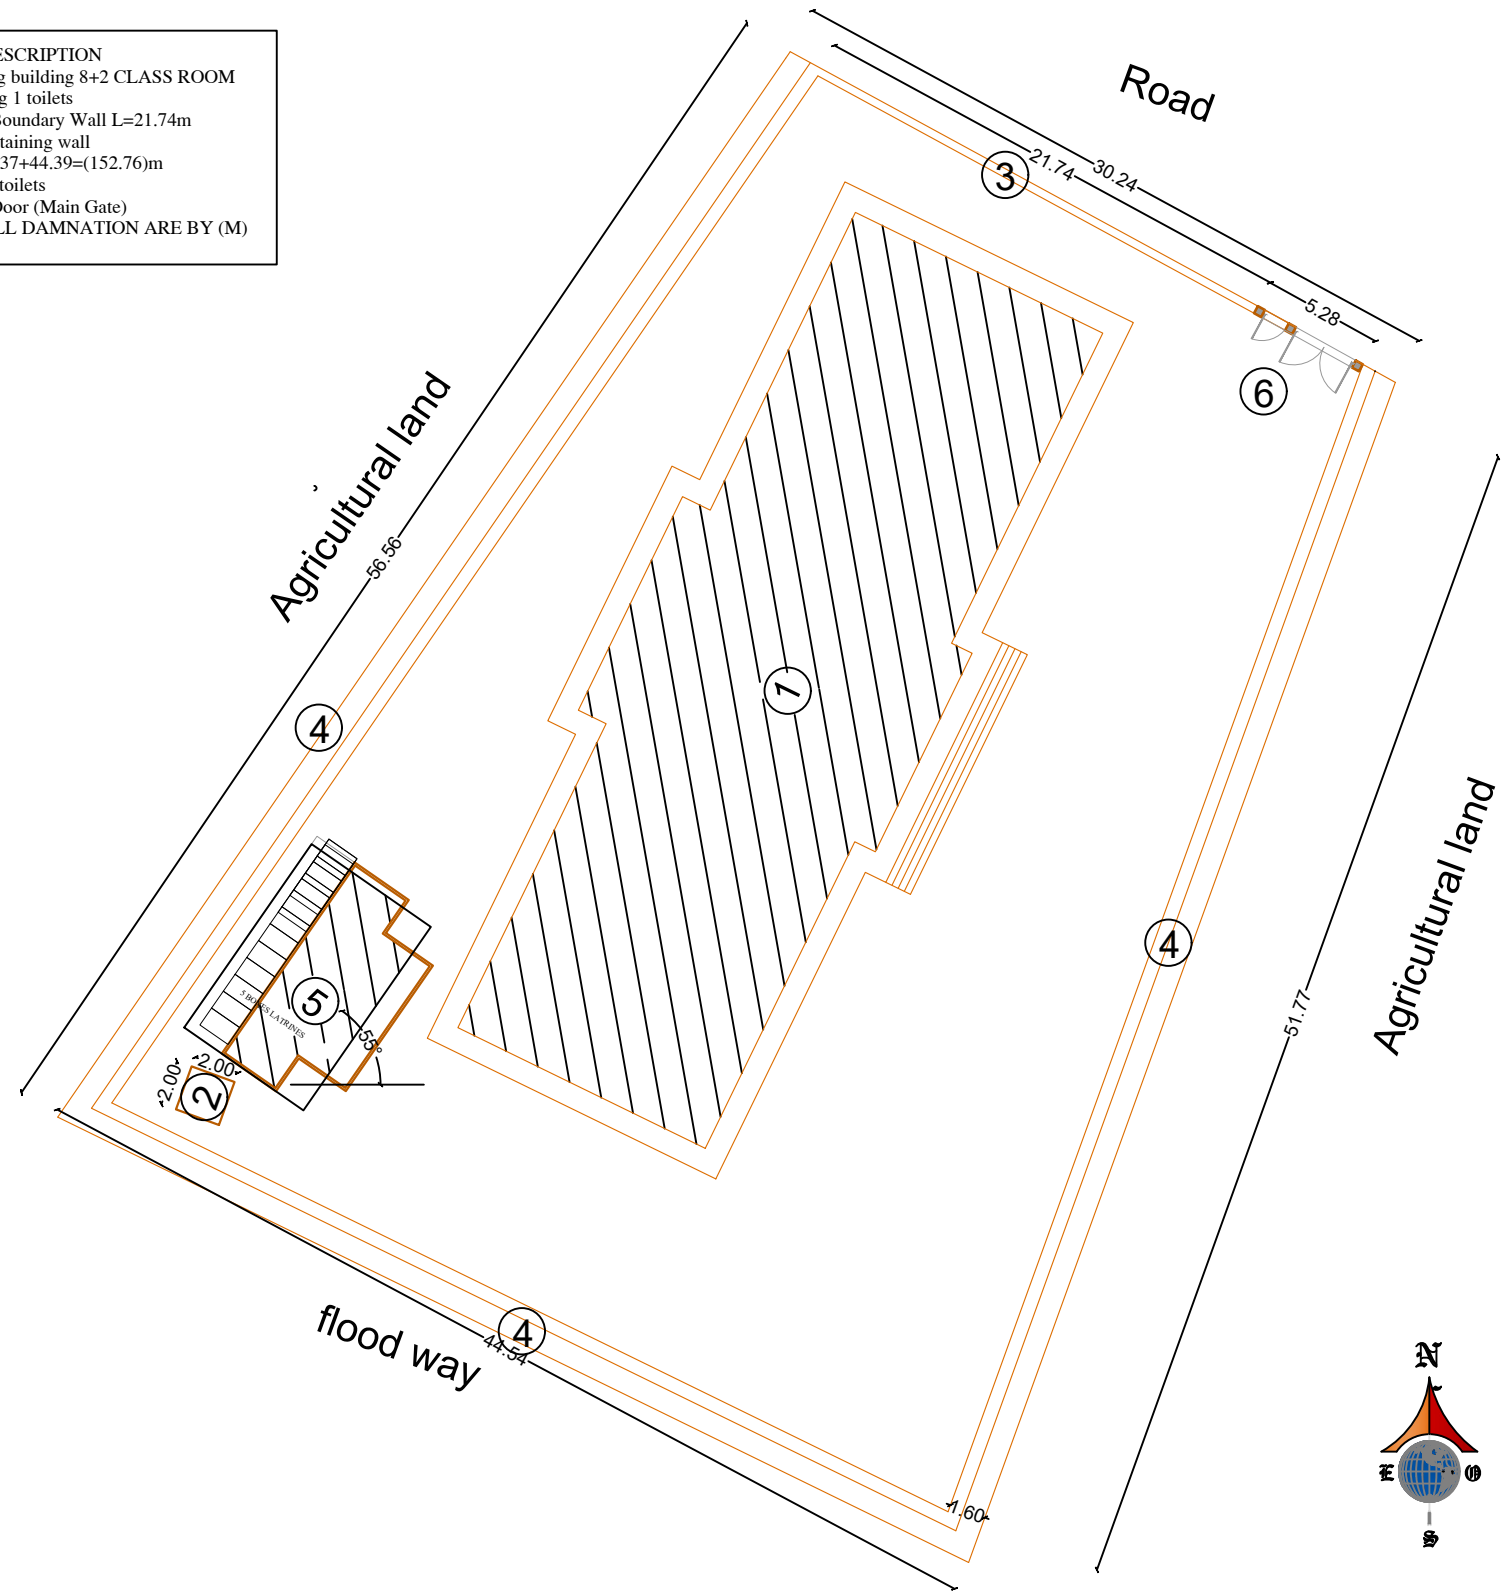 ESCRIPTION
g building 8+2 CLASS ROOM
g 1 toilets
Boundary Wall L=21.74m
taining wall
37+44.39=(152.76)m
toilets
Door (Main Gate)
LL DAMNATION ARE BY (M)
Road
30.24
21.74
3
5.28
6
Agricultural land
56.56
1
4
4
Agricultural land
51.77
5
5 BOXES LATRINES
55°
2.00
2.00
2
flood way
4
44.54
1.60
N
E
O
S